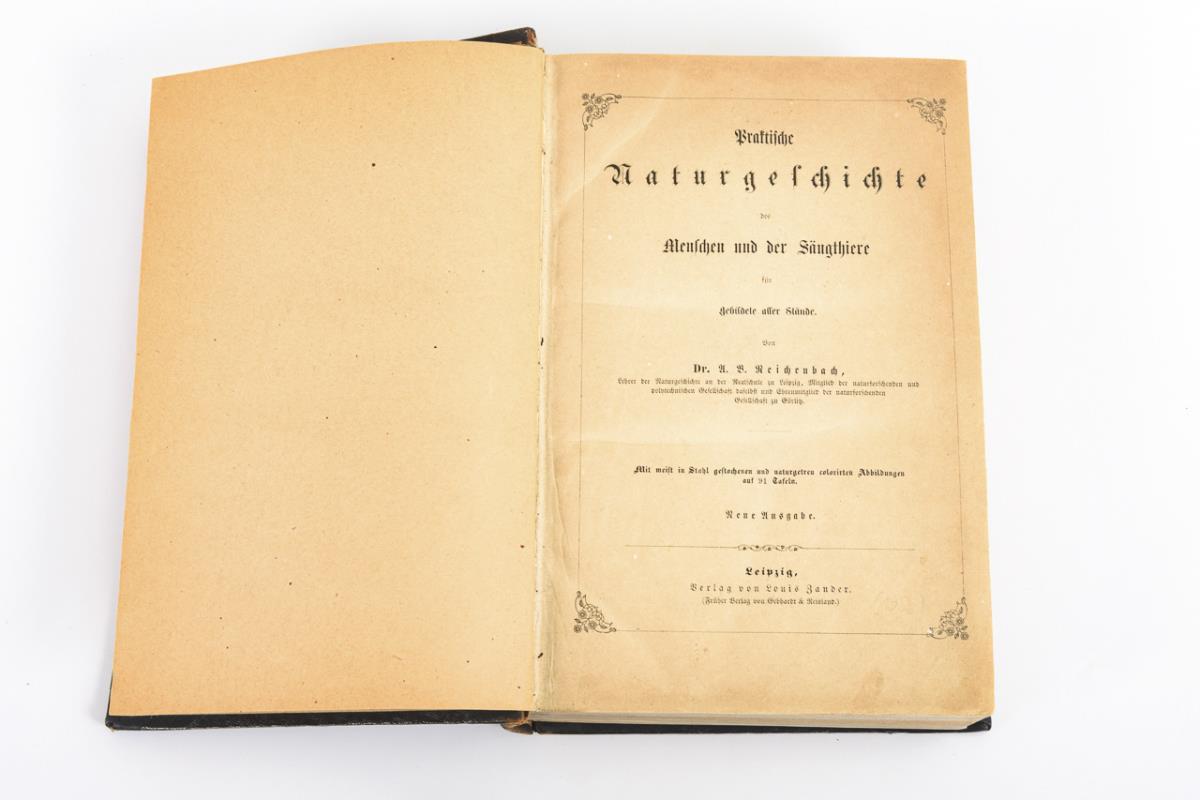 Praktische
Naturgeschichte
des
Menschen und der Säugthiere
für
Gebildete aller Stände.
Von
Dr. A. B. Reichenbach,
Lehrer der Naturgeschichte an der Realschule zu Leipzig, Mitglied der naturforschenden und
polytechnischen Gesellschaft daselbst und Ehrenmitglied der naturforschenden
Gesellschaft zu Görlitz.
Mit meist in Stahl gestochenen und naturgetreu colorirten Abbildungen
auf 91 Tafeln.
Neue Ausgabe.
Leipzig,
Verlag von Louis Zander.
(Früher Verlag von Gebhardt & Reisland.)